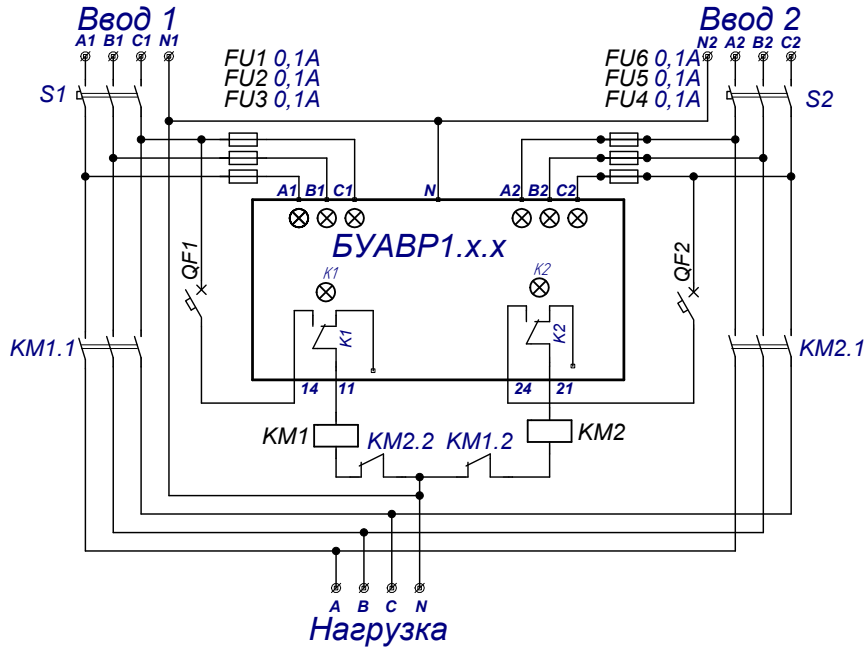 Ввод 1
Ввод 2
A1 B1 C1 N1
N2 A2 B2 C2
FU1 0,1A
FU2 0,1A
FU3 0,1A
FU6 0,1A
FU5 0,1A
FU4 0,1A
S1
S2
A1 B1 C1
N
A2 B2 C2
БУАВР1.x.x
QF1
QF2
K1
K2
K1
K2
KM1.1
KM2.1
14 11
24 21
KM1
KM2.2
KM1.2
KM2
A B C N
Нагрузка